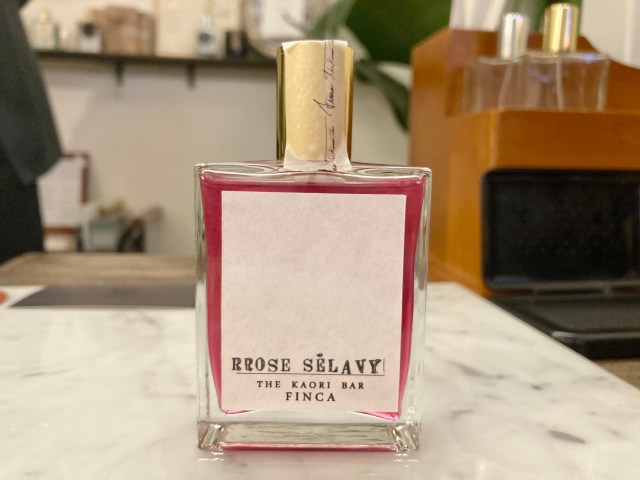 RROSE SÉLAVY
THE KAORI BAR
FINCA